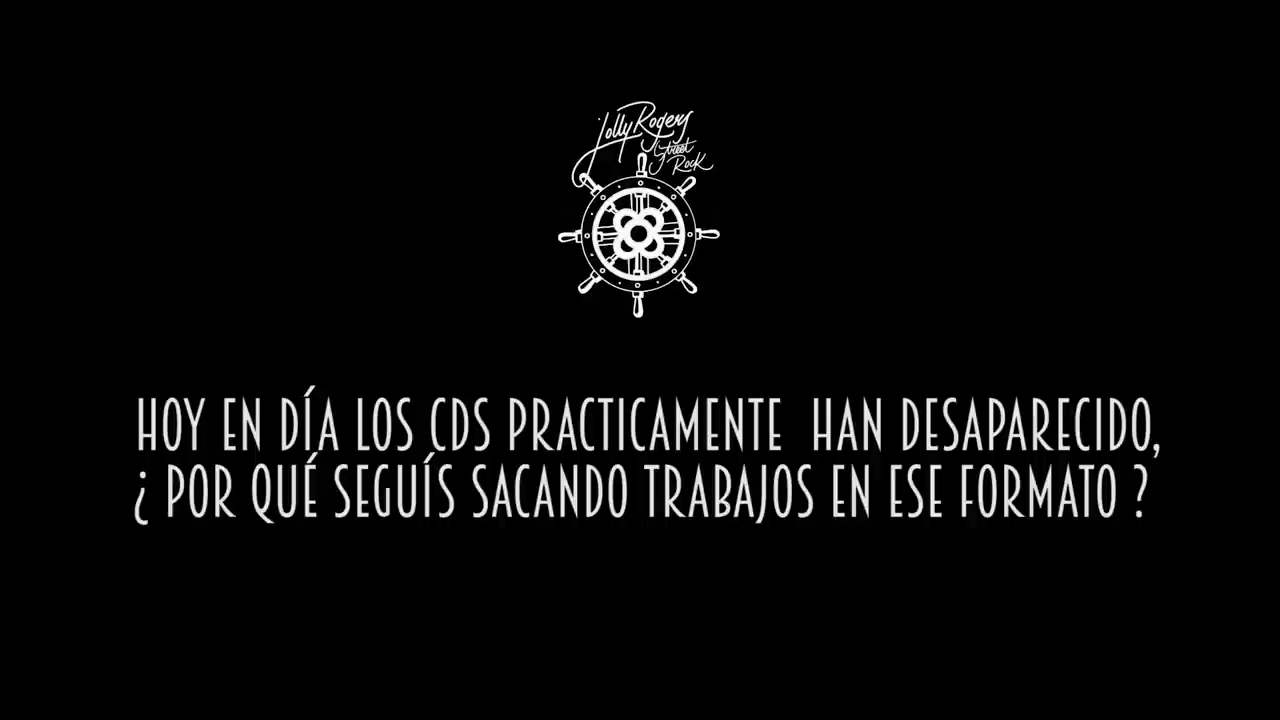 Jolly Rogers
Street
Rock
HOY EN DÍA LOS CDS PRACTICAMENTE HAN DESAPARECIDO,
¿ POR QUÉ SEGUÍS SACANDO TRABAJOS EN ESE FORMATO ?